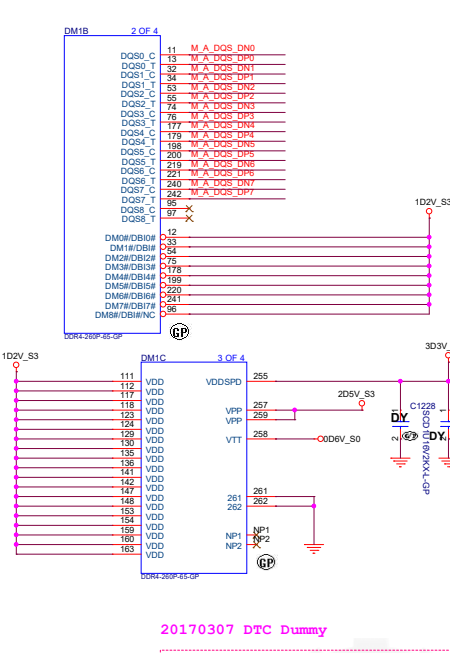 DM1B 2 OF 4
DQS0_C 11 M_A_DQS_DN0
DQS0_T 13 M_A_DQS_DP0
DQS1_C 32 M_A_DQS_DN1
DQS1_T 34 M_A_DQS_DP1
DQS2_C 53 M_A_DQS_DN2
DQS2_T 55 M_A_DQS_DP2
DQS3_C 74 M_A_DQS_DN3
DQS3_T 76 M_A_DQS_DP3
DQS4_C 177 M_A_DQS_DN4
DQS4_T 179 M_A_DQS_DP4
DQS5_C 198 M_A_DQS_DN5
DQS5_T 200 M_A_DQS_DP5
DQS6_C 219 M_A_DQS_DN6
DQS6_T 221 M_A_DQS_DP6
DQS7_C 240 M_A_DQS_DN7
DQS7_T 242 M_A_DQS_DP7
DQS8_C 95
DQS8_T 97
1D2V_S3
DM0#/DBI0# 12
DM1#/DBI# 33
DM2#/DBI2# 54
DM3#/DBI3# 75
DM4#/DBI4# 178
DM5#/DBI5# 199
DM6#/DBI6# 220
DM7#/DBI7# 241
DM8#/DBI#/NC 96
DDR4-260P-65-GP
GP
1D2V_S3
DM1C 3 OF 4
3D3V_
111 VDD VDDSPD 255
112 VDD
117 VDD VPP 257 2D5V_S3
118 VDD VPP 259
123 VDD
124 VDD VTT 258 0D6V_S0
129 VDD
130 VDD
135 VDD
136 VDD
141 VDD
142 VDD
147 VDD 261 261
148 VDD 262 262
153 VDD
154 VDD
159 VDD NP1 NP1
160 VDD NP2 NP2
163 VDD
DDR4-260P-65-GP
GP
C1228
DY
1
2
SCD1U16V2KX-L-GP
DY
1
2
20170307 DTC Dummy